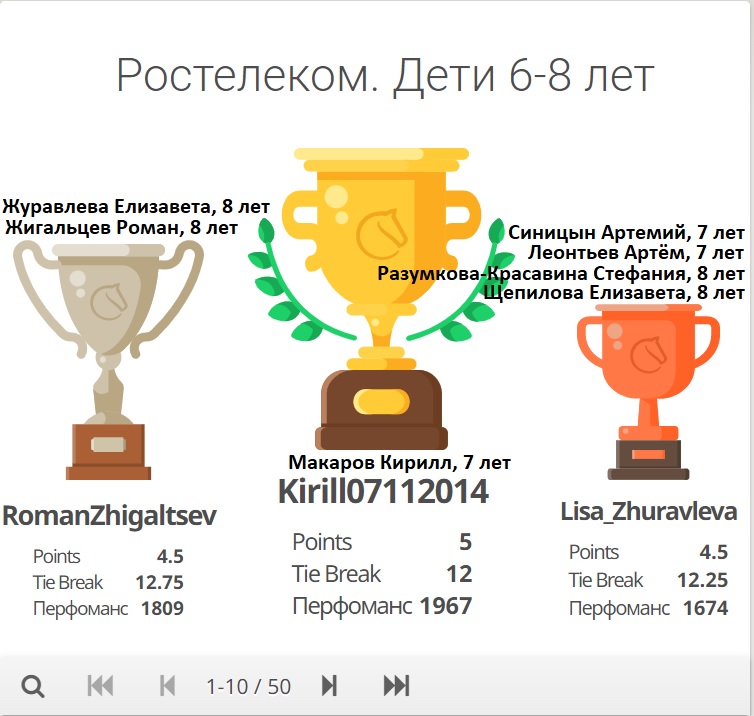 Ростелеком. Дети 6-8 лет
Журавлева Елизавета, 8 лет
Жигальцев Роман, 8 лет
Синицын Артемий, 7 лет
Леонтьев Артём, 7 лет
Разумкова-Красавина Стефания, 8 лет
Щепилова Елизавета, 8 лет
Макаров Кирилл, 7 лет
RomanZhigaltsev
Points 4.5
Tie Break 12.75
Перфоманс 1809
Kirill07112014
Points 5
Tie Break 12
Перфоманс 1967
Lisa_Zhuravleva
Points 4.5
Tie Break 12.25
Перфоманс 1674
1-10 / 50